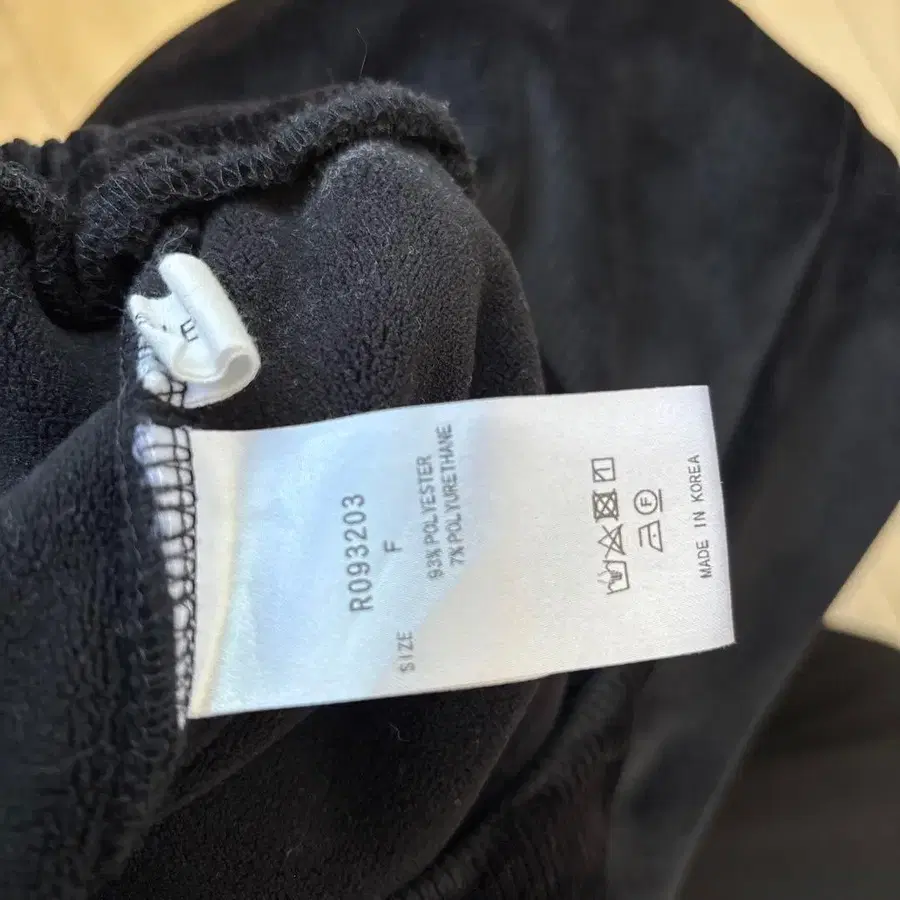 R093203
SIZE F
93% POLYESTER
7% POLYURETHANE
F
MADE IN KOREA
E